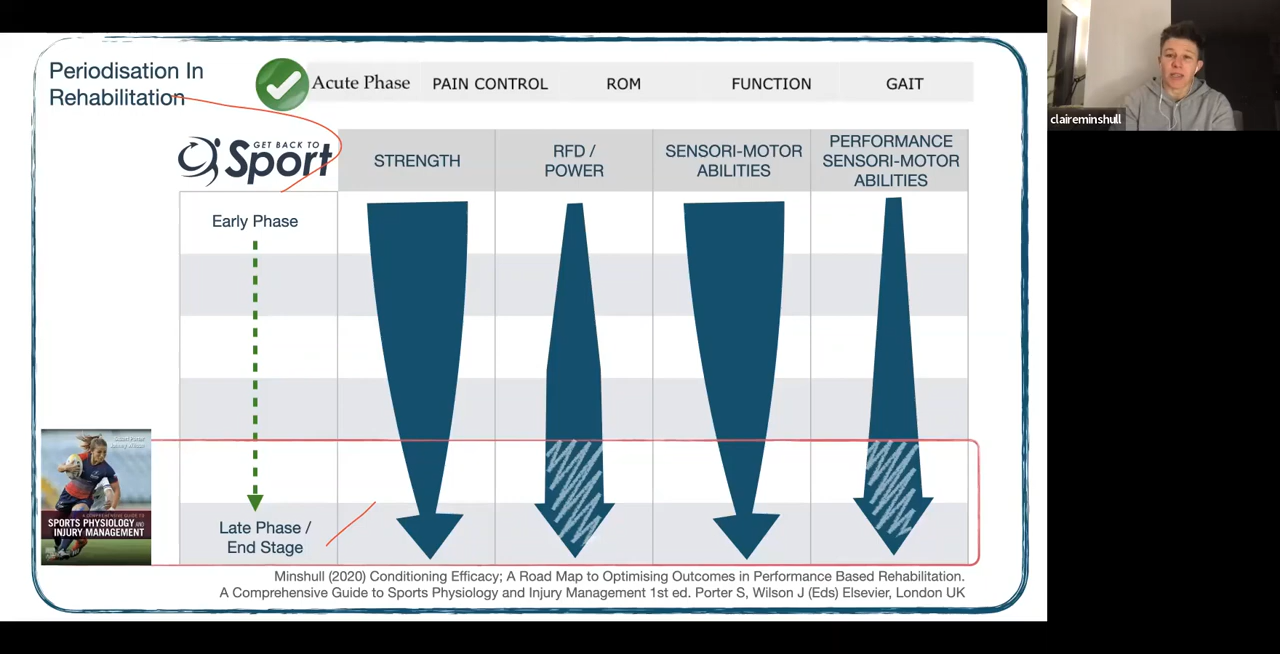 Periodisation In
Rehabilitation
Acute Phase PAIN CONTROL ROM FUNCTION GAIT
claireminshull
GET BACK TO
Sport
STRENGTH
RFD /
POWER
SENSORI-MOTOR
ABILITIES
PERFORMANCE
SENSORI-MOTOR
ABILITIES
Early Phase
Late Phase /
End Stage
A COMPREHENSIVE GUIDE TO
SPORTS PHYSIOLOGY AND
INJURY MANAGEMENT
Minshull (2020) Conditioning Efficacy; A Road Map to Optimising Outcomes in Performance Based Rehabilitation.
A Comprehensive Guide to Sports Physiology and Injury Management 1st ed. Porter S, Wilson J (Eds) Elsevier, London UK